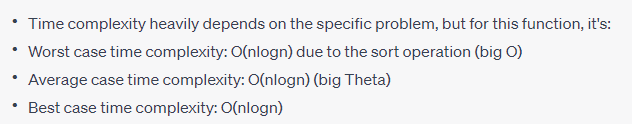 • Time complexity heavily depends on the specific problem, but for this function, it's:
• Worst case time complexity: O(nlogn) due to the sort operation (big O)
• Average case time complexity: O(nlogn) (big Theta)
• Best case time complexity: O(nlogn)